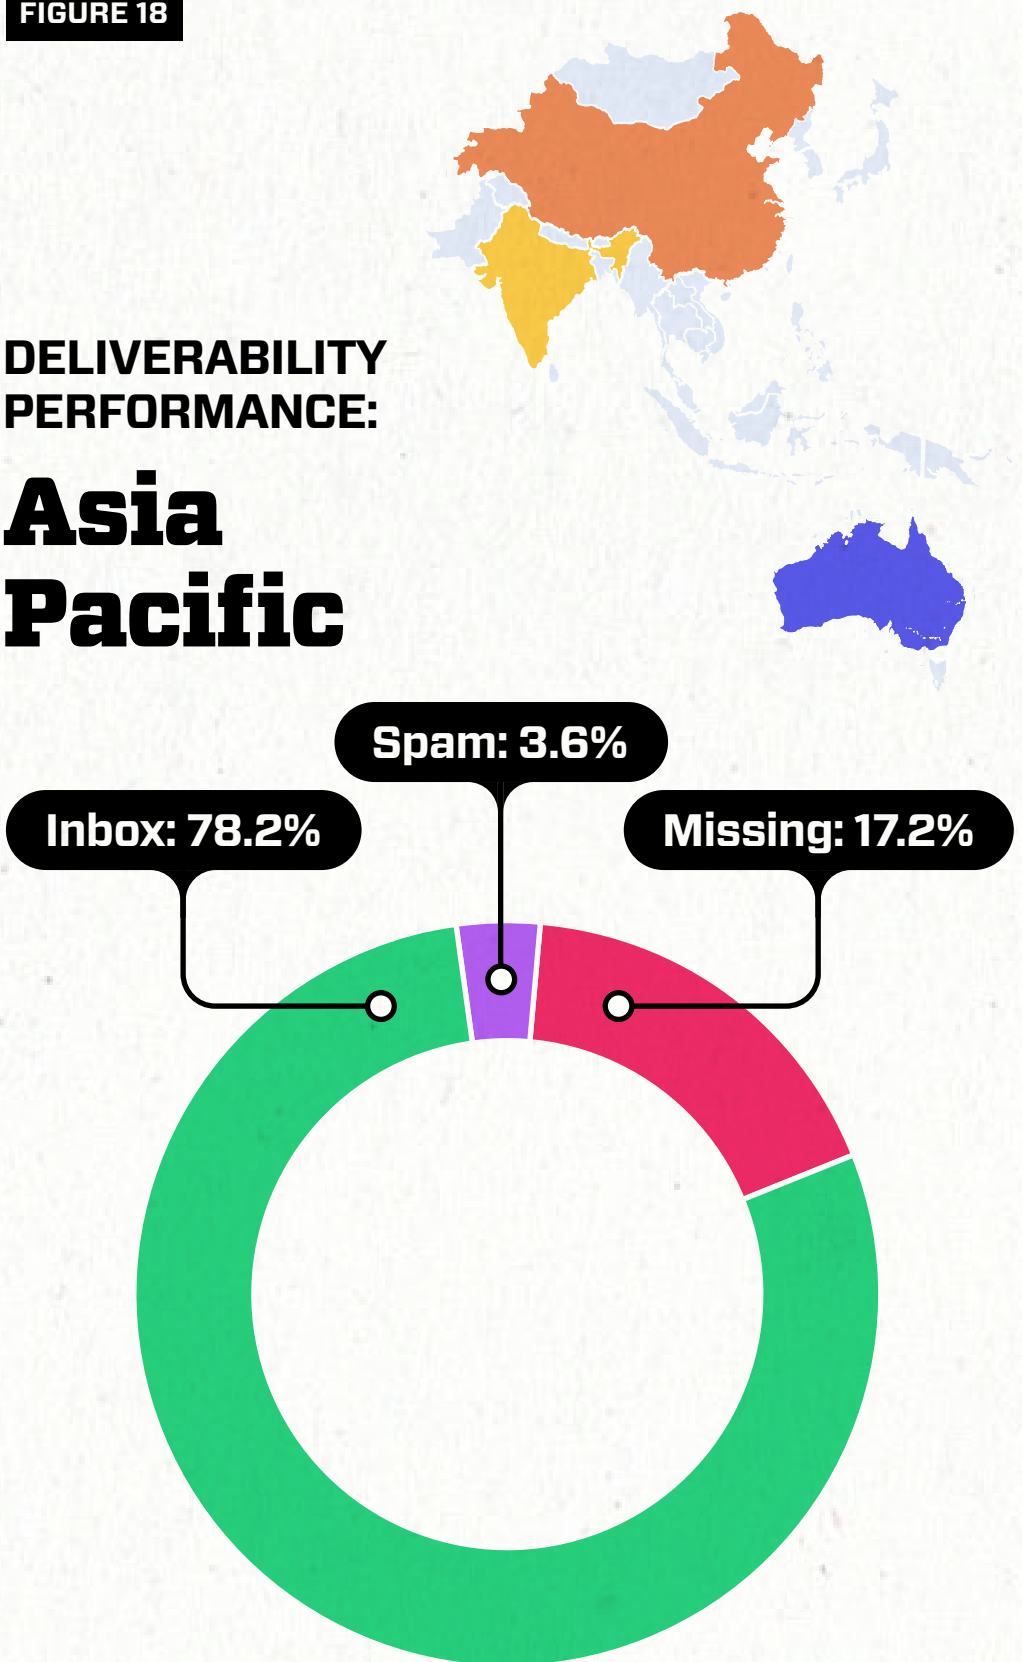 FIGURE 18
DELIVERABILITY
PERFORMANCE:
Asia
Pacific
Spam: 3.6%
Inbox: 78.2%
Missing: 17.2%